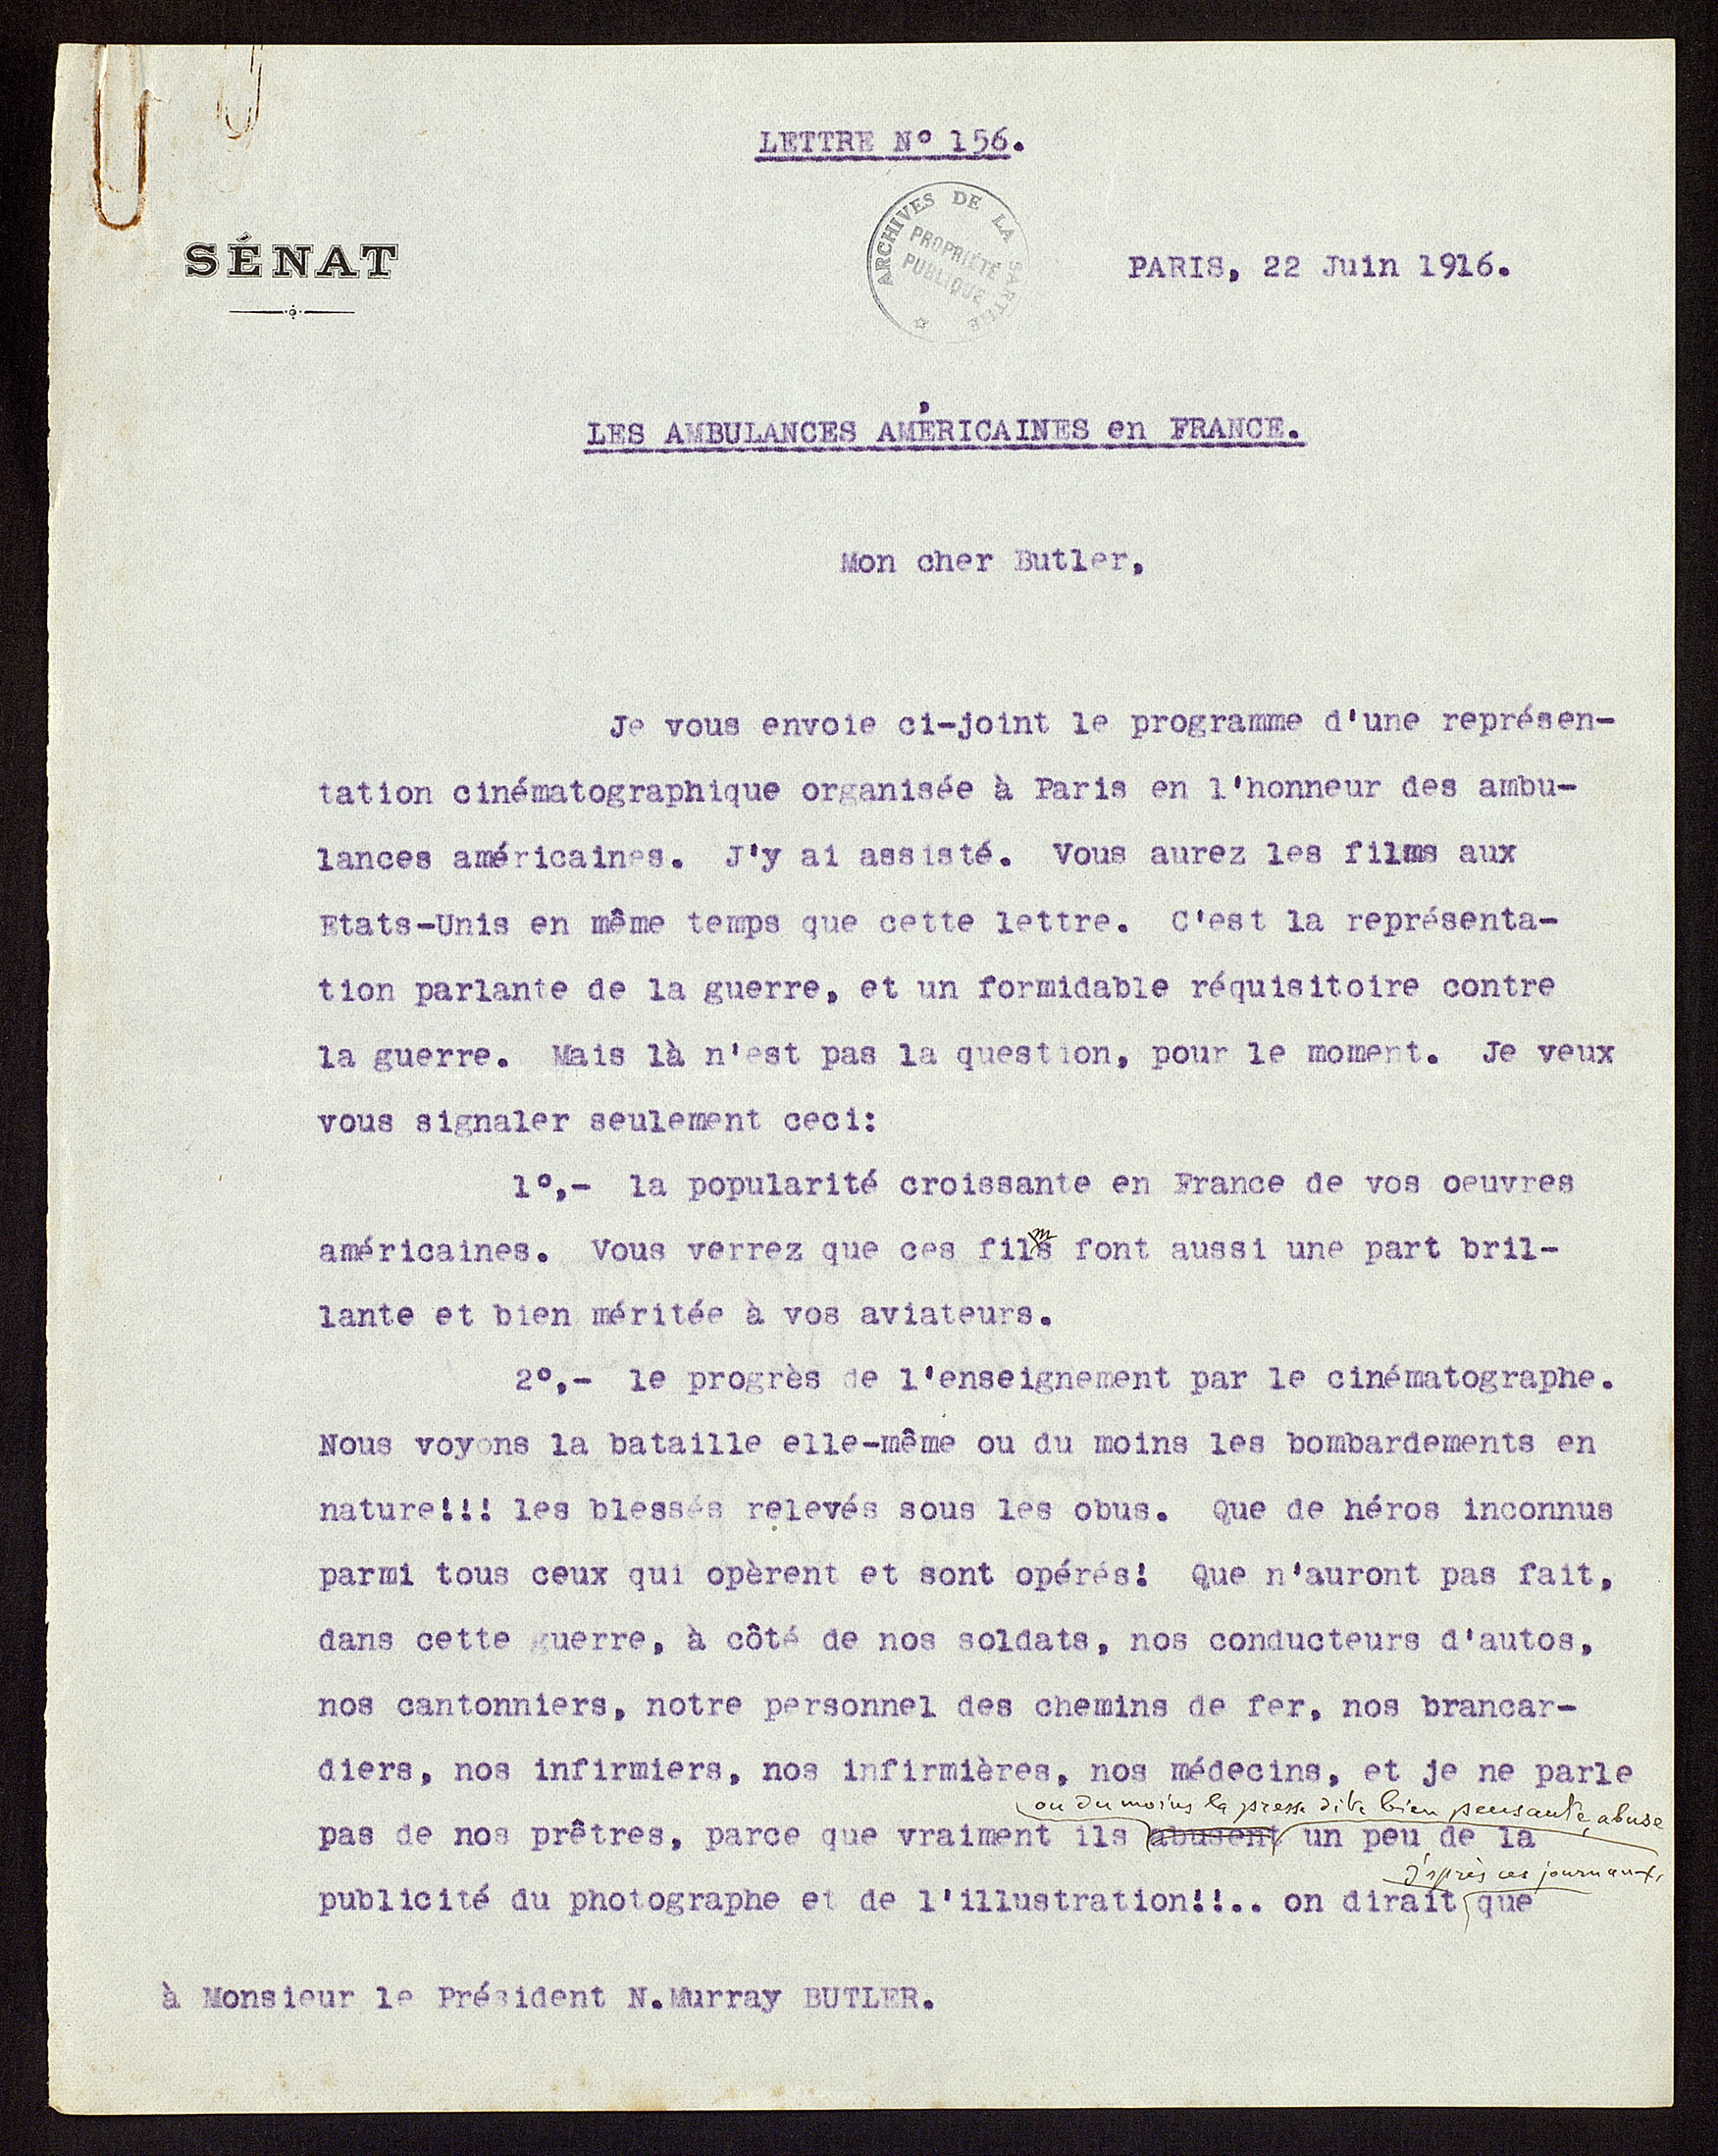 LETTRE N° 156.
ARCHIVES DE LA SARTHE
PROPRIÉTÉ
PUBLIQUE
SÉNAT
PARIS, 22 Juin 1916.
LES AMBULANCES AMÉRICAINES en FRANCE.
Mon cher Butler,
Je vous envoie ci-joint le programme d'une représen-
tation cinématographique organisée à Paris en l'honneur des ambu-
lances américaines. J'y ai assisté. Vous aurez les films aux
Etats-Unis en même temps que cette lettre. C'est la représenta-
tion parlante de la guerre, et un formidable réquisitoire contre
la guerre. Mais là n'est pas la question, pour le moment. Je veux
vous signaler seulement ceci:
1°,- la popularité croissante en France de vos oeuvres
américaines. Vous verrez que ces films font aussi une part bril-
lante et bien méritée à vos aviateurs.
2°,- le progrès de l'enseignement par le cinématographe.
Nous voyons la bataille elle-même ou du moins les bombardements en
nature!!! les blessés relevés sous les obus. Que de héros inconnus
parmi tous ceux qui opèrent et sont opérés! Que n'auront pas fait,
dans cette guerre, à côté de nos soldats, nos conducteurs d'autos,
nos cantonniers, notre personnel des chemins de fer, nos brancar-
diers, nos infirmiers, nos infirmières, nos médecins, et je ne parle
ou du moins la presse dite bien pensante, abuse
pas de nos prêtres, parce que vraiment ils abusent un peu de la
d'après ces journaux,
publicité du photographe et de l'illustration!!.. on dirait que
à Monsieur le Président N.Murray BUTLER.